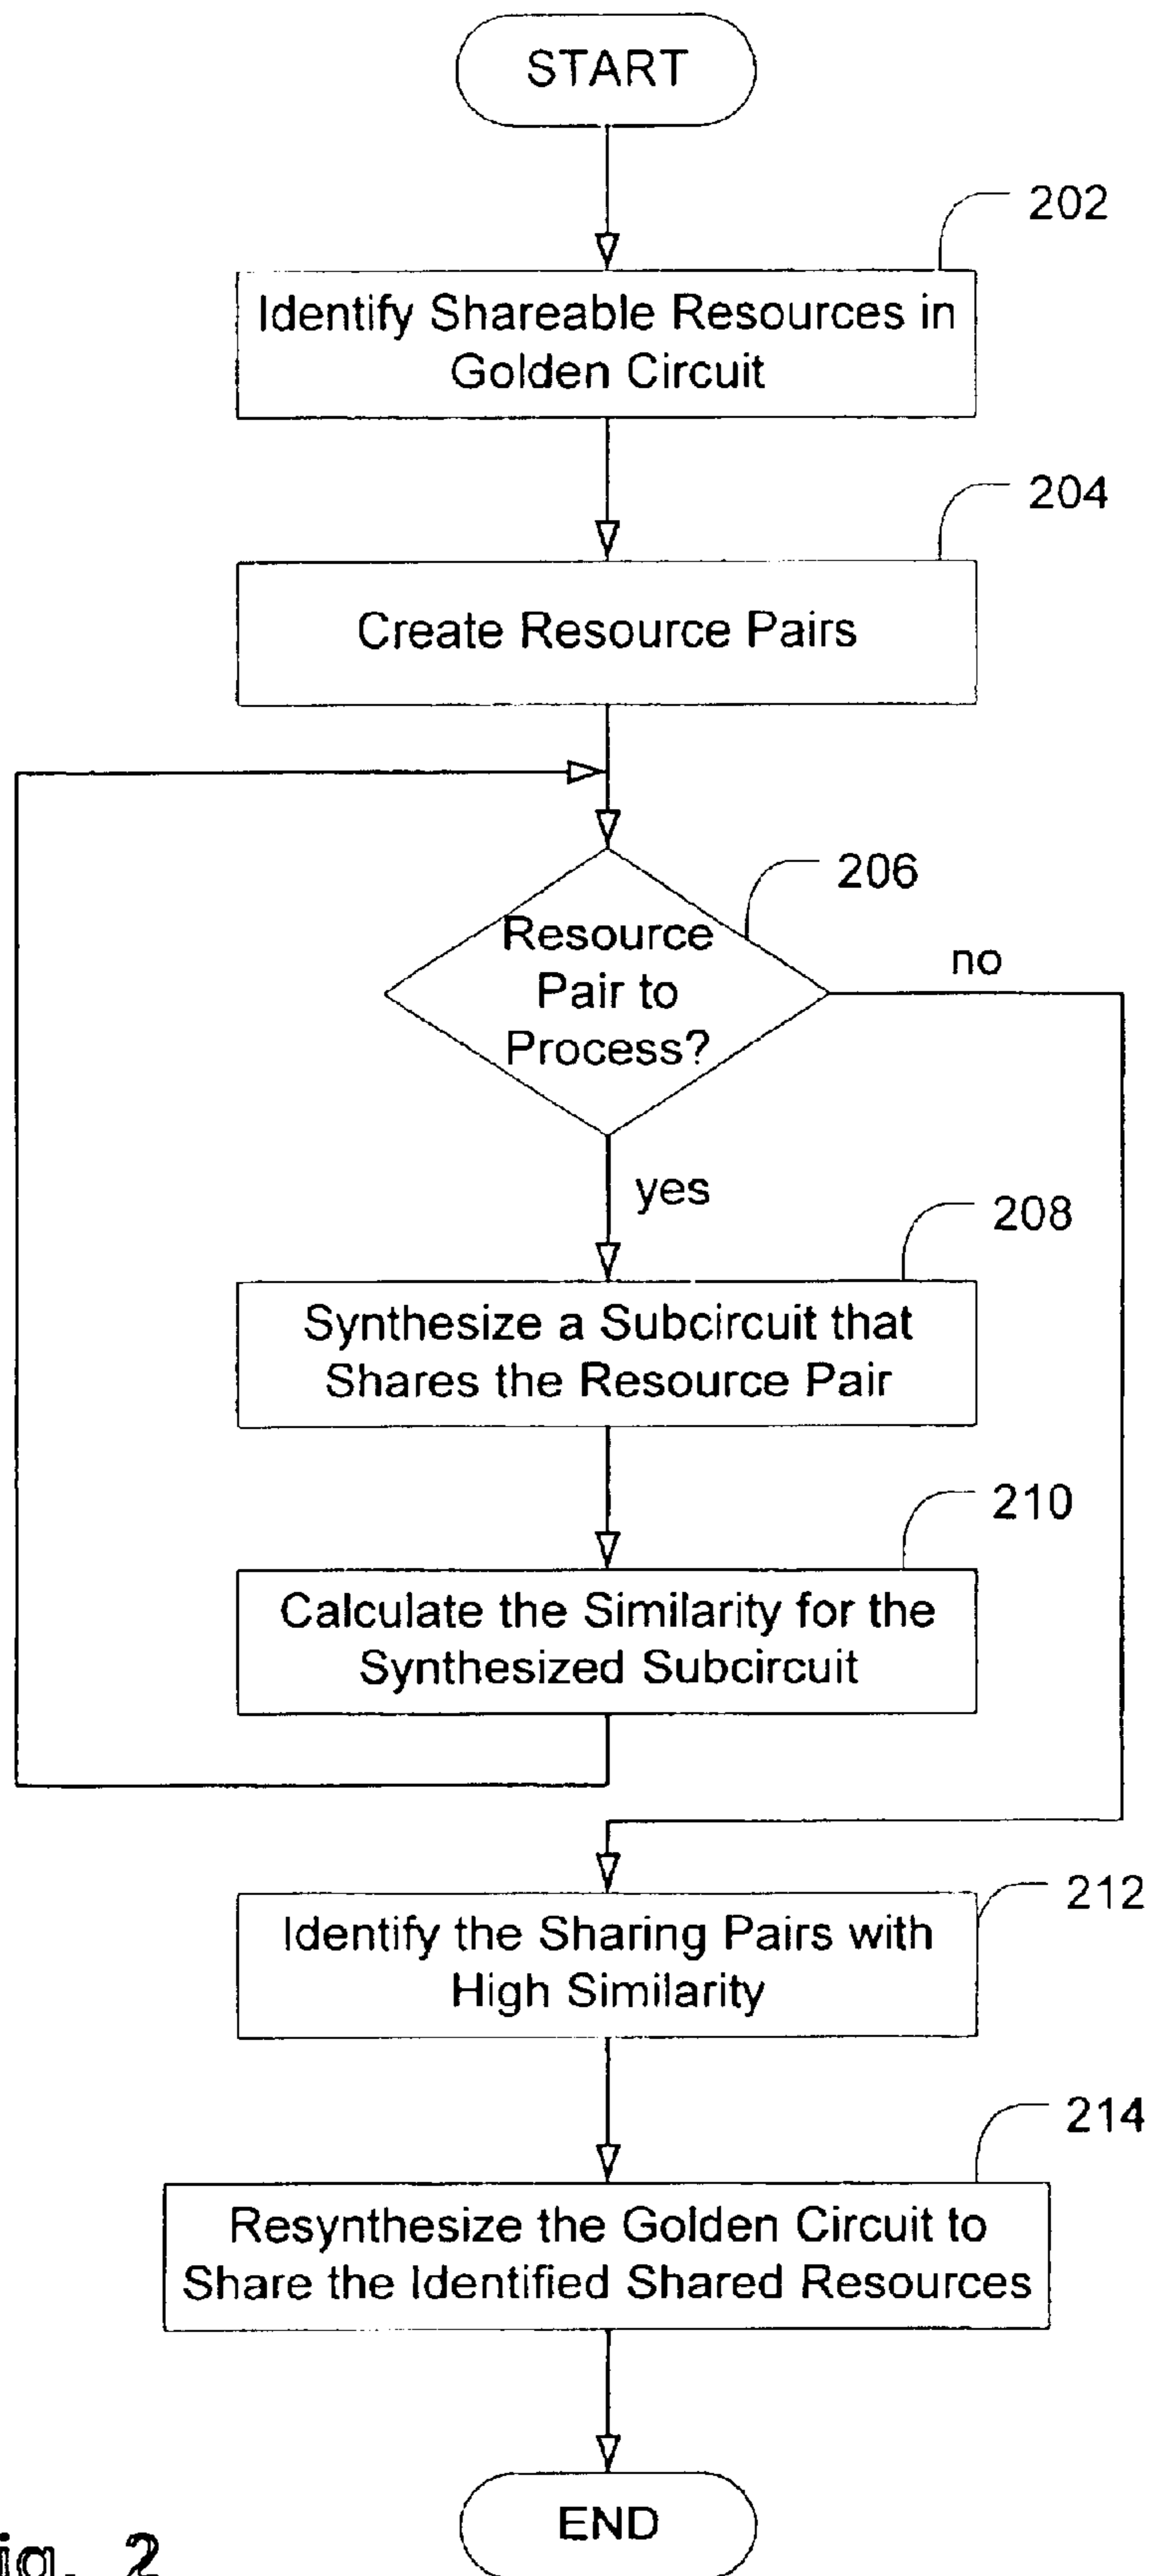 START
202
Identify Shareable Resources in
Golden Circuit
204
Create Resource Pairs
206
Resource
Pair to
Process?
no
yes
208
Synthesize a Subcircuit that
Shares the Resource Pair
210
Calculate the Similarity for the
Synthesized Subcircuit
212
Identify the Sharing Pairs with
High Similarity
214
Resynthesize the Golden Circuit to
Share the Identified Shared Resources
END
ig. 2